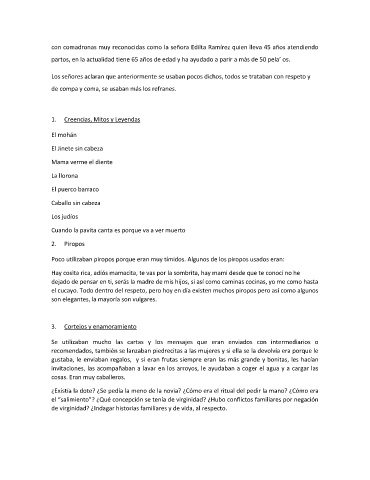 con comadronas muy reconocidas como la señora Edilta Ramírez quien lleva 45 años atendiendo
partos, en la actualidad tiene 65 años de edad y ha ayudado a parir a más de 50 pela' os.
Los señores aclaran que anteriormente se usaban pocos dichos, todos se trataban con respeto y
de compa y coma, se usaban más los refranes.
1. Creencias, Mitos y Leyendas
El mohán
El Jinete sin cabeza
Mama verme el diente
La llorona
El puerco barraco
Caballo sin cabeza
Los judíos
Cuando la pavita canta es porque va a ver muerto
2. Piropos
Poco utilizaban piropos porque eran muy tímidos. Algunos de los piropos usados eran:
Hay cosita rica, adiós mamacita, te vas por la sombrita, hay mami desde que te conocí no he
dejado de pensar en ti, serás la madre de mis hijos, si así como caminas cocinas, yo me como hasta
el cucayo. Todo dentro del respeto, pero hoy en día existen muchos piropos pero así como algunos
son elegantes, la mayoría son vulgares.
3. Cortejos y enamoramiento
Se utilizaban mucho las cartas y los mensajes que eran enviados con intermediarios o
recomendados, también se lanzaban piedrecitas a las mujeres y si ella se la devolvía era porque le
gustaba, le enviaban regalos, y si eran frutas siempre eran las más grande y bonitas, les hacían
invitaciones, las acompañaban a lavar en los arroyos, le ayudaban a coger el agua y a cargar las
cosas. Eran muy caballeros.
¿Existía la dote? ¿Se pedía la meno de la novia? ¿Cómo era el ritual del pedir la mano? ¿Cómo era
el "salimiento"? ¿Qué concepción se tenía de virginidad? ¿Hubo conflictos familiares por negación
de virginidad? ¿Indagar historias familiares y de vida, al respecto.